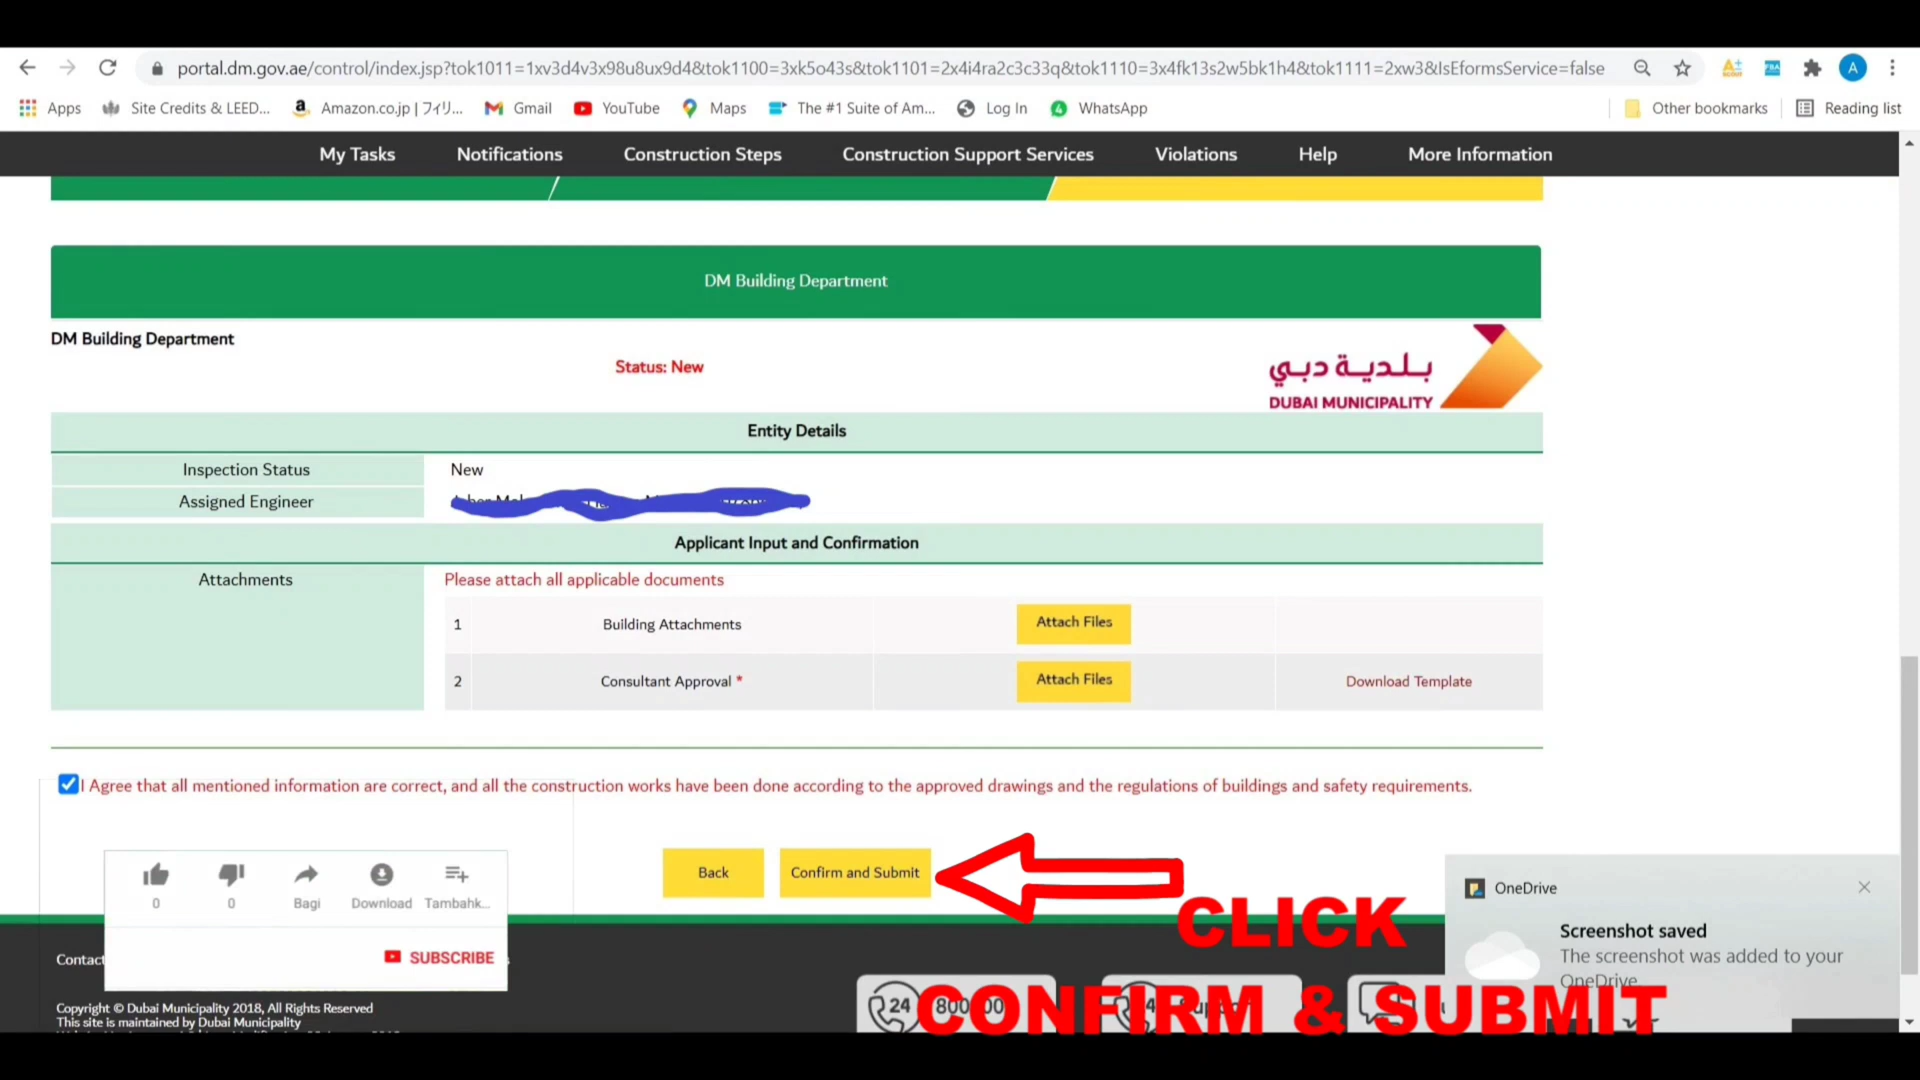 portal.dm.gov.ae/control/index.jsp?tok1011=1xv3d4v3x98u8ux9d4&tok1100=3xk5o43s&tok1101=2x4i4ra2c3c33q&tok1110=3x4fk13s2w5bk1h4&tok1111=2xw3&IsEformsService=false
A
Apps Site Credits & LEED... Amazon.co.jp | フィリ... Gmail YouTube Maps The #1 Suite of Am... Log In WhatsApp Other bookmarks Reading list
My Tasks Notifications Construction Steps Construction Support Services Violations Help More Information
DM Building Department
DM Building Department
Status: New
بلدية دبي
DUBAI MUNICIPALITY
Entity Details
Inspection Status New
Assigned Engineer
Applicant Input and Confirmation
Attachments Please attach all applicable documents
1 Building Attachments Attach Files
2 Consultant Approval * Attach Files Download Template
I Agree that all mentioned information are correct, and all the construction works have been done according to the approved drawings and the regulations of buildings and safety requirements.
Back Confirm and Submit
0 0 Bagi Download Tambahk...
SUBSCRIBE
CLICK
CONFIRM & SUBMIT
OneDrive
Screenshot saved
The screenshot was added to your
OneDrive.
Contact
24
Copyright © Dubai Municipality 2018, All Rights Reserved
This site is maintained by Dubai Municipality